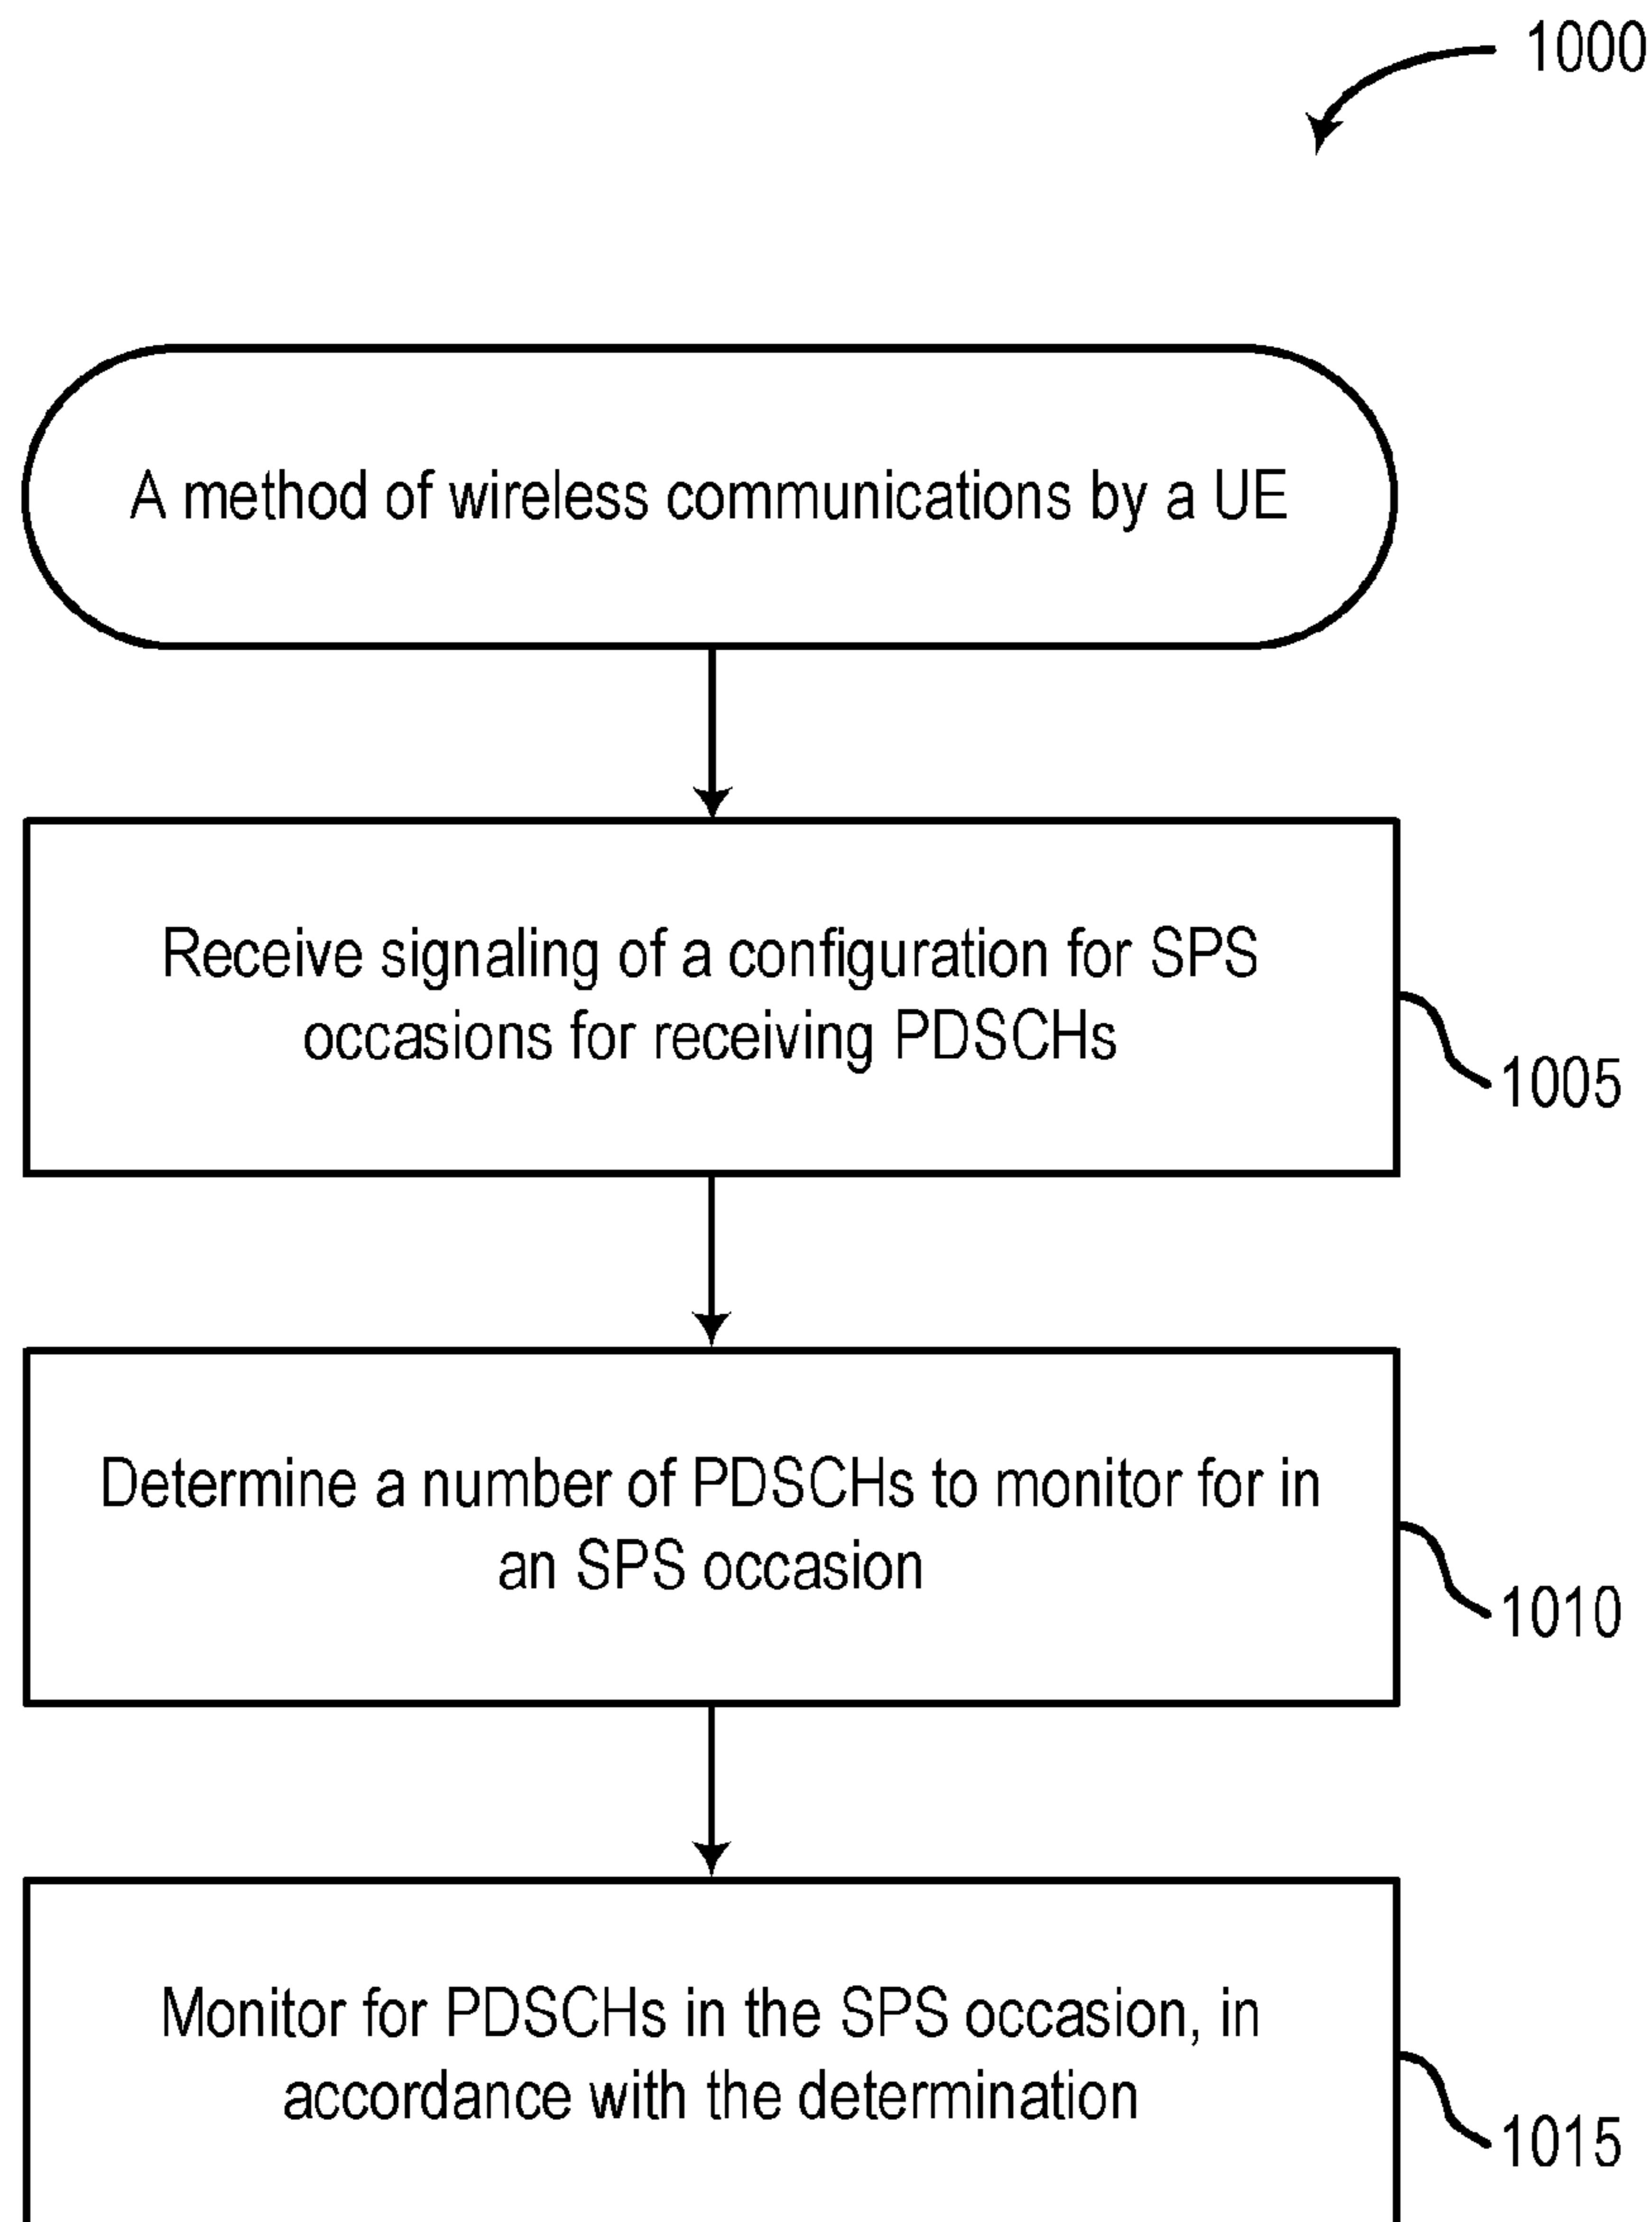 1000
A method of wireless communications by a UE
Receive signaling of a configuration for SPS
occasions for receiving PDSCHs
1005
Determine a number of PDSCHs to monitor for in
an SPS occasion
1010
Monitor for PDSCHs in the SPS occasion, in
accordance with the determination
1015